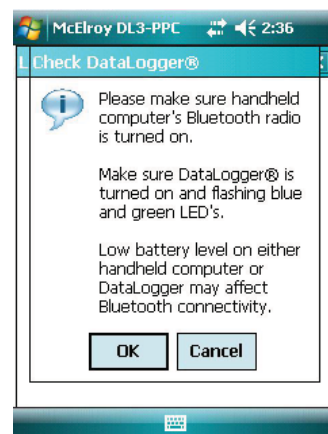 McElroy DL3-PPC 2:36
Check DataLogger®
Please make sure handheld
computer's Bluetooth radio
is turned on.
Make sure DataLogger® is
turned on and flashing blue
and green LED's.
Low battery level on either
handheld computer or
DataLogger may affect
Bluetooth connectivity.
OK Cancel